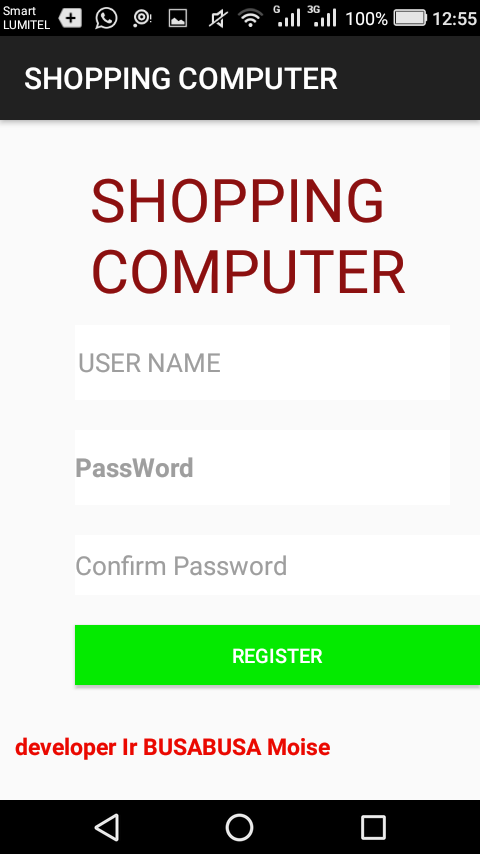 Smart
LUMITEL
G
3G
100%
12:55
SHOPPING COMPUTER
SHOPPING
COMPUTER
USER NAME
PassWord
Confirm Password
REGISTER
developer Ir BUSABUSA Moise